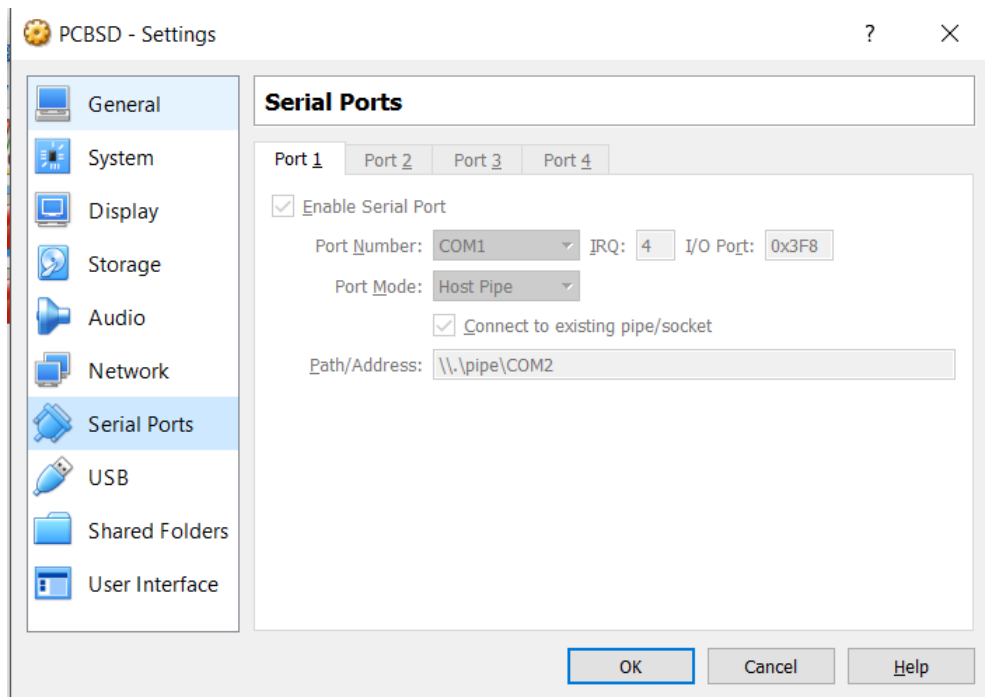 PCBSD - Settings
?
General
System
Display
Storage
Audio
Network
Serial Ports
USB
Shared Folders
User Interface
Serial Ports
Port 1 Port 2 Port 3 Port 4
Enable Serial Port
Port Number: COM1 IRQ: 4 I/O Port: 0x3F8
Port Mode: Host Pipe
Connect to existing pipe/socket
Path/Address: \\.\pipe\COM2
OK Cancel Help